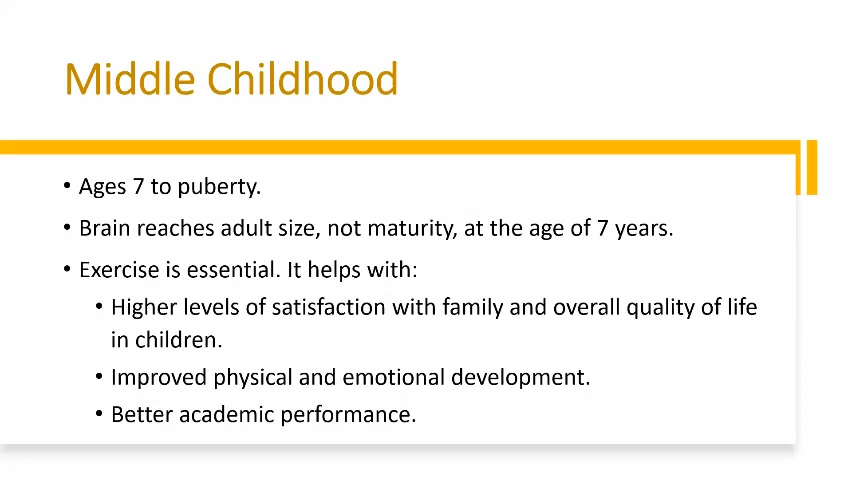 Middle Childhood
• Ages 7 to puberty.
• Brain reaches adult size, not maturity, at the age of 7 years.
• Exercise is essential. It helps with:
• Higher levels of satisfaction with family and overall quality of life
in children.
• Improved physical and emotional development.
• Better academic performance.